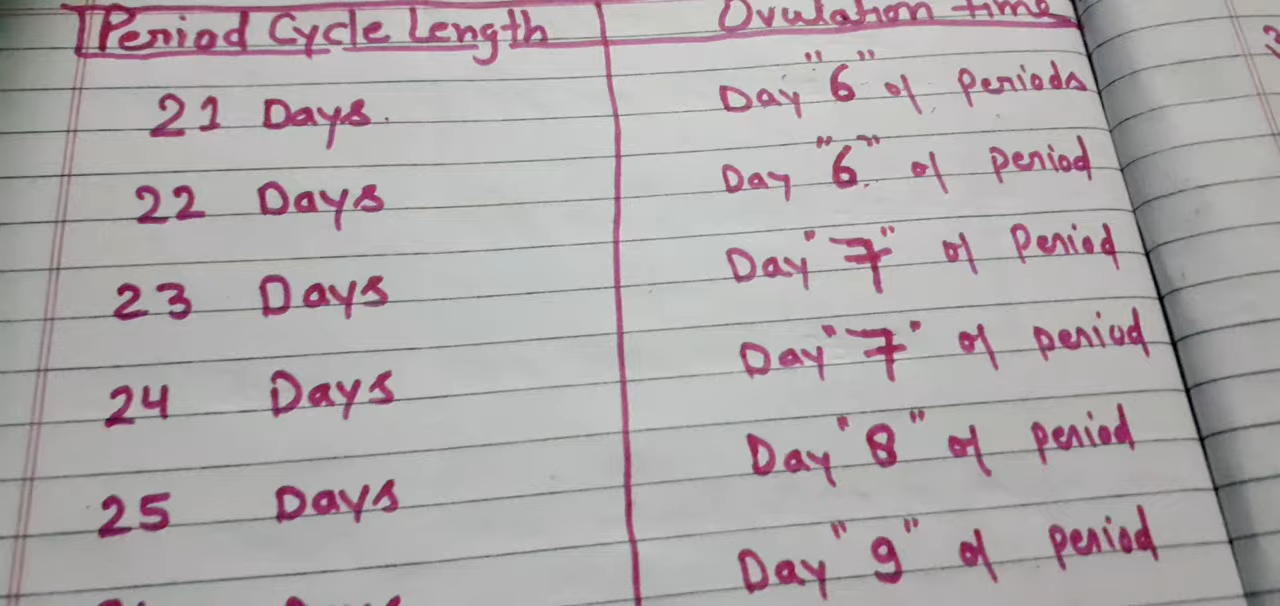 Period Cycle Length Ovulation time
21 Days. Day "6" of periods
22 Days Day "6" of period
23 Days Day "7" of Period
24 Days Day "7" of period
25 Days Day "8" of period
Day "9" of period